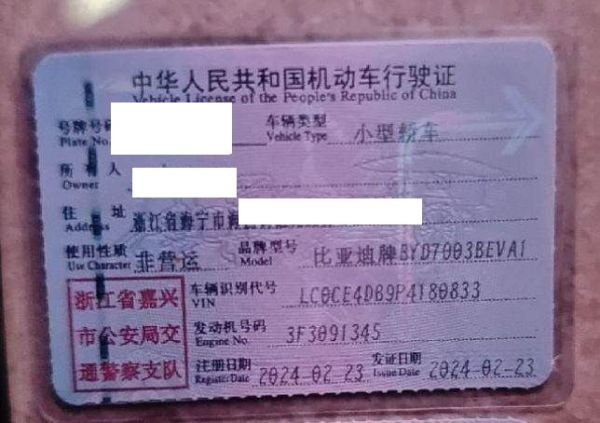 中华人民共和国机动车行驶证
Vehicle License of the People's Republic of China
号牌号码 车辆类型 小型轿车
Plate No. Vehicle Type
所有人
Owner
住址 浙江省海宁市海
Address
使用性质 非营运 品牌型号 比亚迪牌BYD7003BEVA1
Use Character Model
浙江省嘉兴
市公安局交
通警察支队
车辆识别代号 LC0CE4DB9P4180833
VIN
发动机号码 3F3091345
Engine No.
注册日期 2024-02-23 发证日期 2024-02-23
Register Date Issue Date